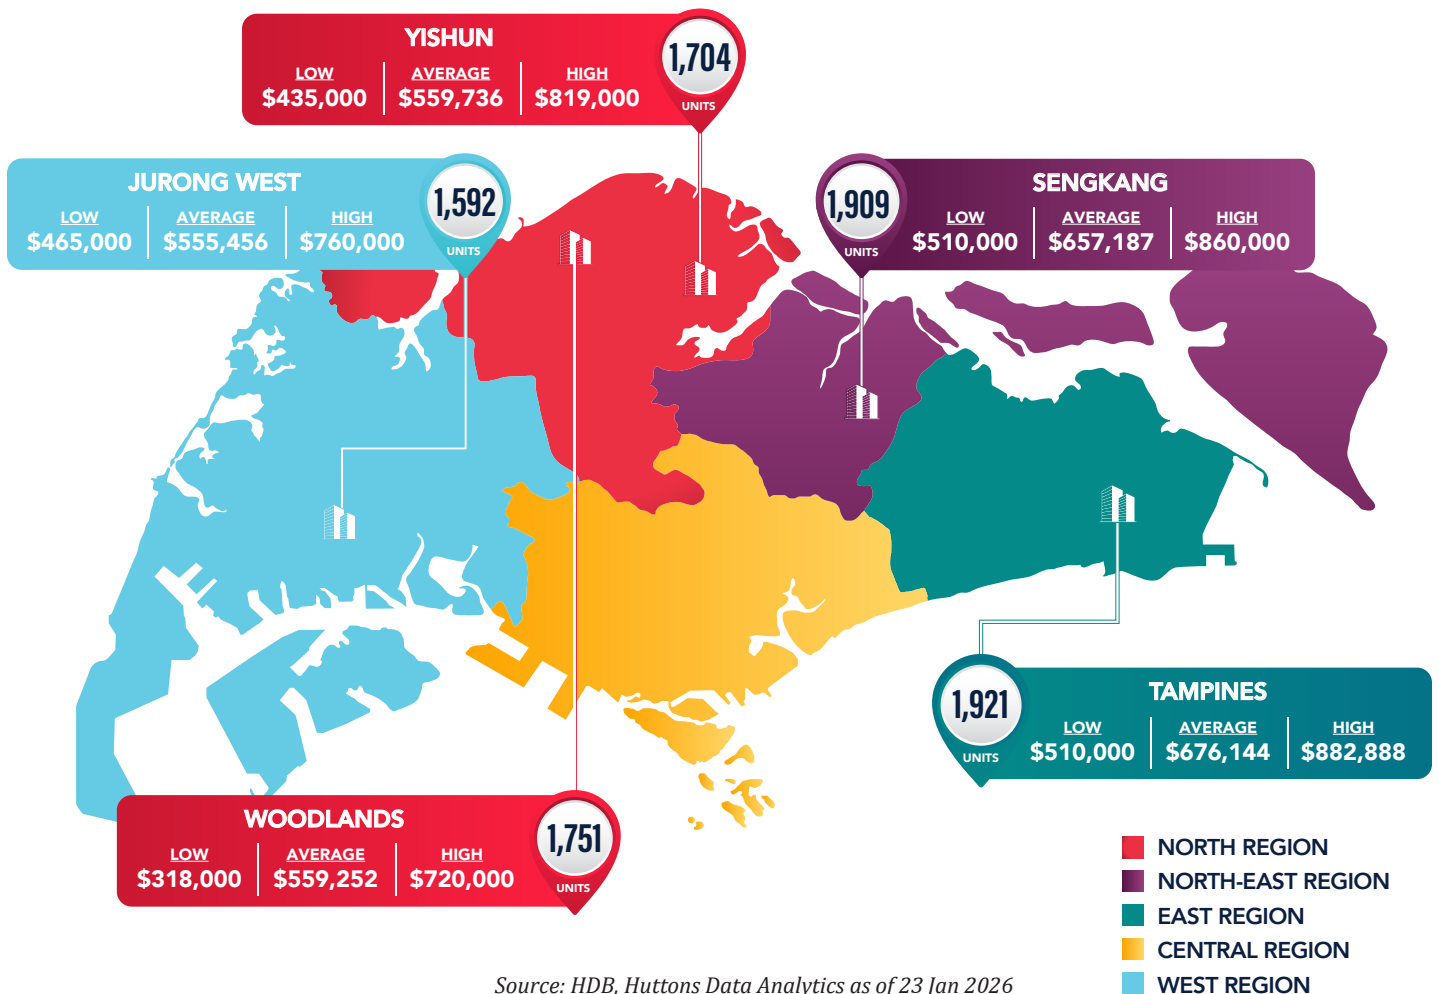 YISHUN
LOW AVERAGE HIGH
$435,000 $559,736 $819,000
1,704
UNITS
JURONG WEST
LOW AVERAGE HIGH
$465,000 $555,456 $760,000
1,592
UNITS
SENGKANG
LOW AVERAGE HIGH
$510,000 $657,187 $860,000
1,909
UNITS
TAMPINES
LOW AVERAGE HIGH
$510,000 $676,144 $882,888
1,921
UNITS
WOODLANDS
LOW AVERAGE HIGH
$318,000 $559,252 $720,000
1,751
UNITS
NORTH REGION
NORTH-EAST REGION
EAST REGION
CENTRAL REGION
WEST REGION
Source: HDB, Huttons Data Analytics as of 23 Jan 2026